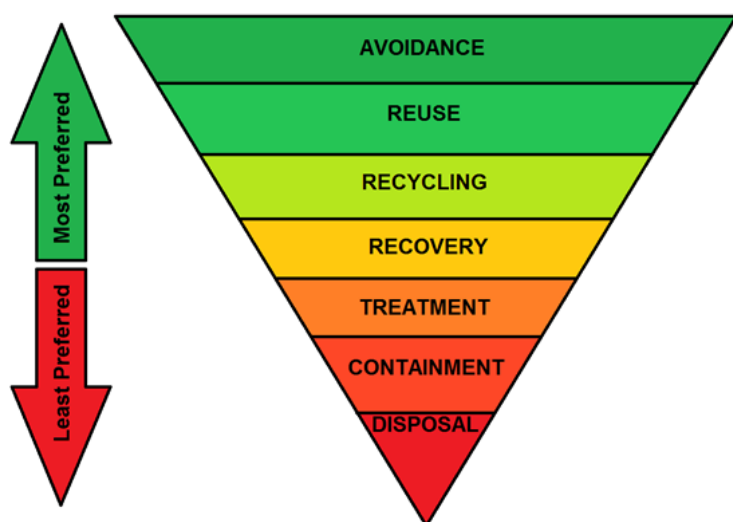 AVOIDANCE
REUSE
RECYCLING
RECOVERY
TREATMENT
CONTAINMENT
DISPOSAL
Most Preferred
Least Preferred